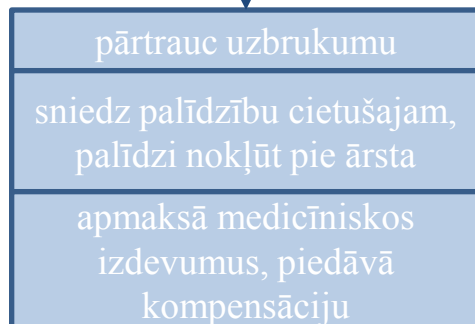 pārtrauc uzbrukumu
sniedz palīdzību cietušajam,
palīdzi nokļūt pie ārsta
apmaksā medicīniskos
izdevumus, piedāvā
kompensāciju